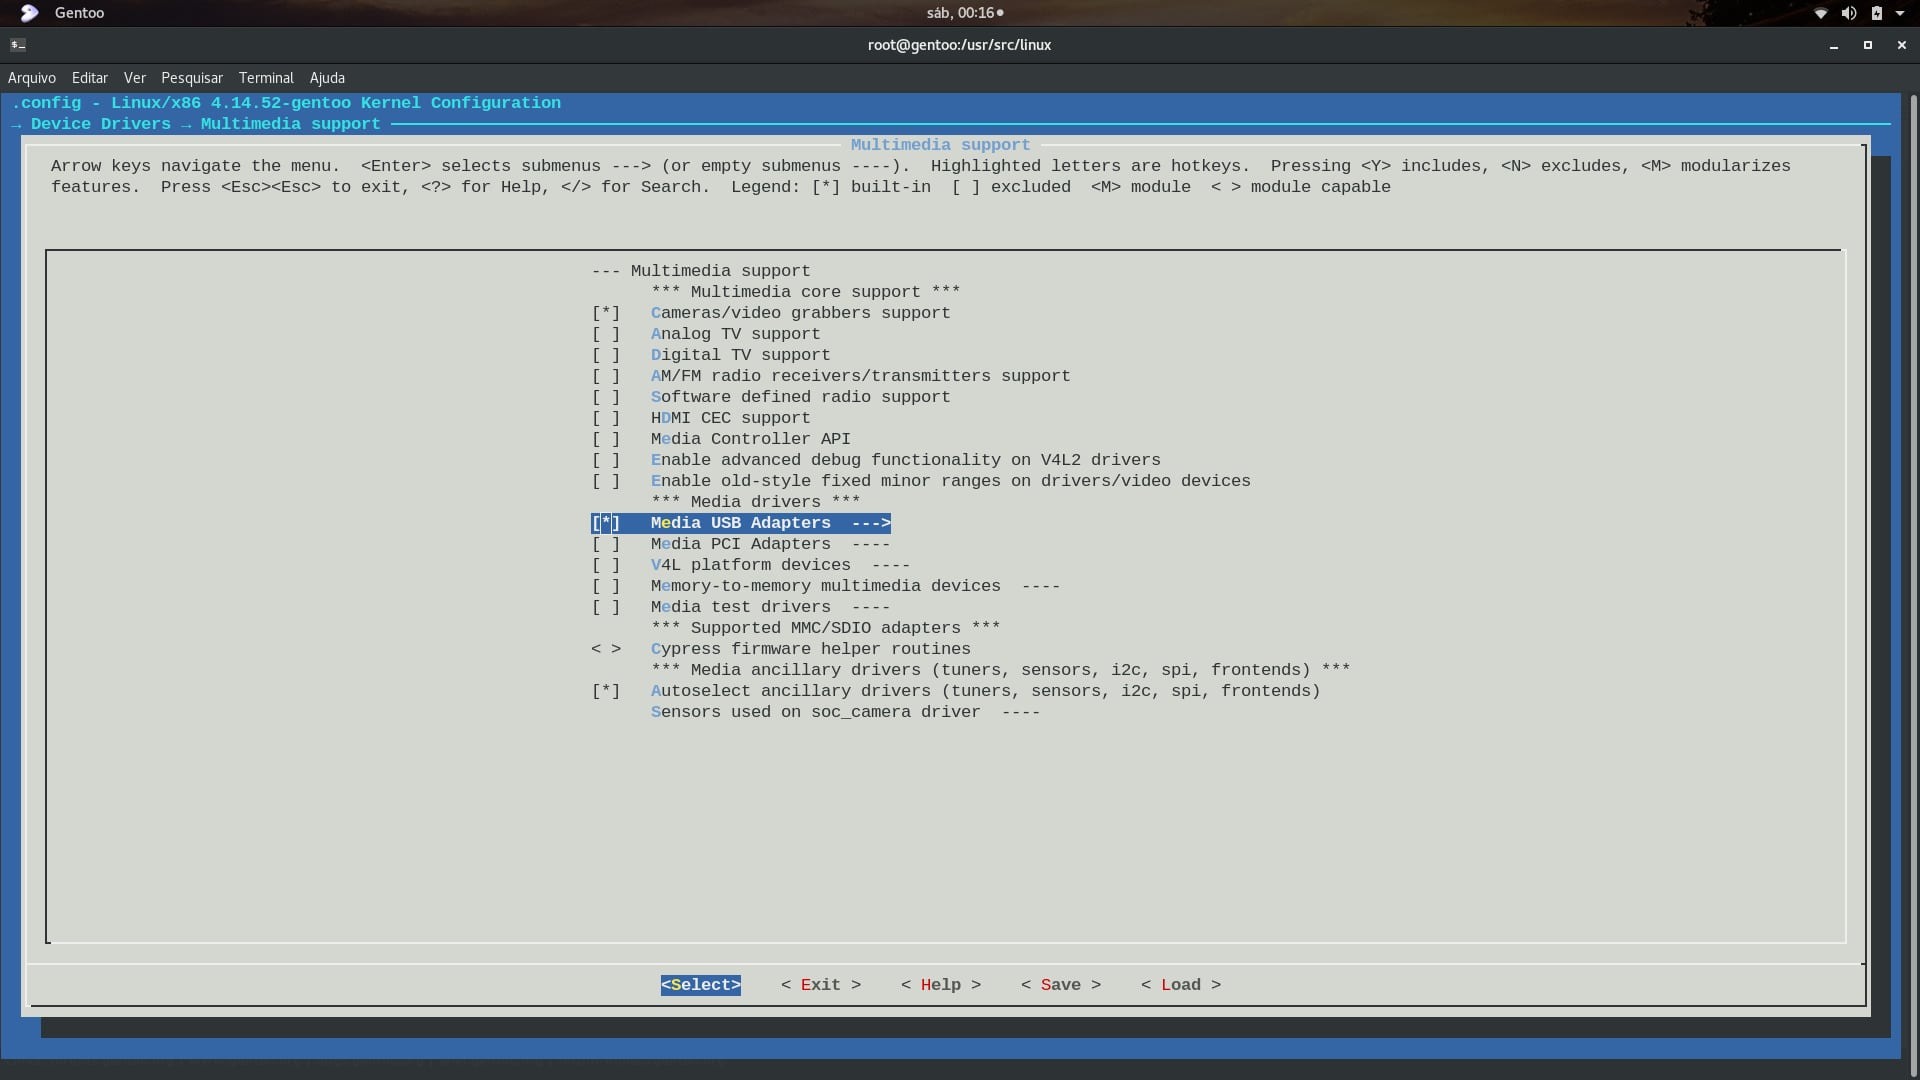 Gentoo
sáb, 00:16
root@gentoo:/usr/src/linux
Arquivo Editar Ver Pesquisar Terminal Ajuda
.config - Linux/x86 4.14.52-gentoo Kernel Configuration
→ Device Drivers → Multimedia support
Multimedia support
Arrow keys navigate the menu.  <Enter> selects submenus ---> (or empty submenus ----).  Highlighted letters are hotkeys.  Pressing <Y> includes, <N> excludes, <M> modularizes
features.  Press <Esc><Esc> to exit, <?> for Help, </> for Search.  Legend: [*] built-in  [ ] excluded  <M> module  < > module capable
--- Multimedia support
*** Multimedia core support ***
[*]   Cameras/video grabbers support
[ ]   Analog TV support
[ ]   Digital TV support
[ ]   AM/FM radio receivers/transmitters support
[ ]   Software defined radio support
[ ]   HDMI CEC support
[ ]   Media Controller API
[ ]   Enable advanced debug functionality on V4L2 drivers
[ ]   Enable old-style fixed minor ranges on drivers/video devices
*** Media drivers ***
[*]   Media USB Adapters  --->
[ ]   Media PCI Adapters  ----
[ ]   V4L platform devices  ----
[ ]   Memory-to-memory multimedia devices  ----
[ ]   Media test drivers  ----
*** Supported MMC/SDIO adapters ***
< >   Cypress firmware helper routines
*** Media ancillary drivers (tuners, sensors, i2c, spi, frontends) ***
[*]   Autoselect ancillary drivers (tuners, sensors, i2c, spi, frontends)
Sensors used on soc_camera driver  ----
<Select>    < Exit >    < Help >    < Save >    < Load >